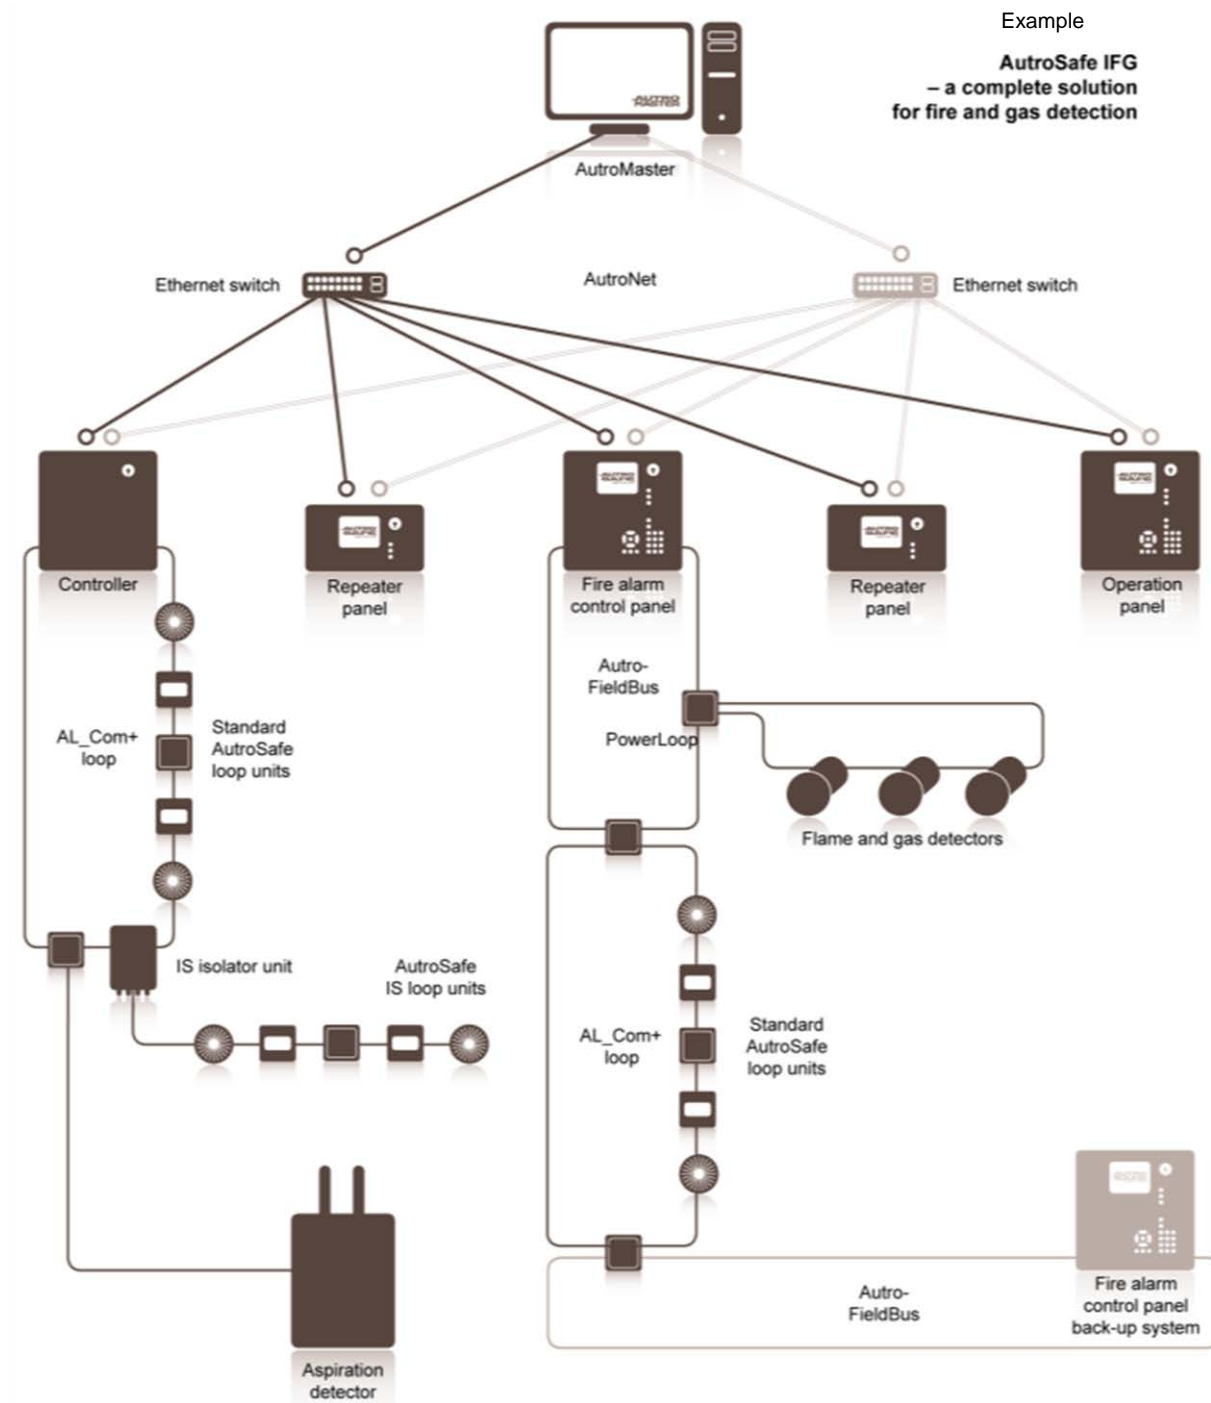 Example
AutroSafe IFG
– a complete solution
for fire and gas detection
AUTRO
MASTER
AutroMaster
Ethernet switch
AutroNet
Ethernet switch
Controller
Repeater
panel
Fire alarm
control panel
Repeater
panel
Operation
panel
Autro-
FieldBus
PowerLoop
AL_Com+
loop
Standard
AutroSafe
loop units
Flame and gas detectors
IS isolator unit
AutroSafe
IS loop units
AL_Com+
loop
Standard
AutroSafe
loop units
Autro-
FieldBus
Fire alarm
control panel
back-up system
Aspiration
detector